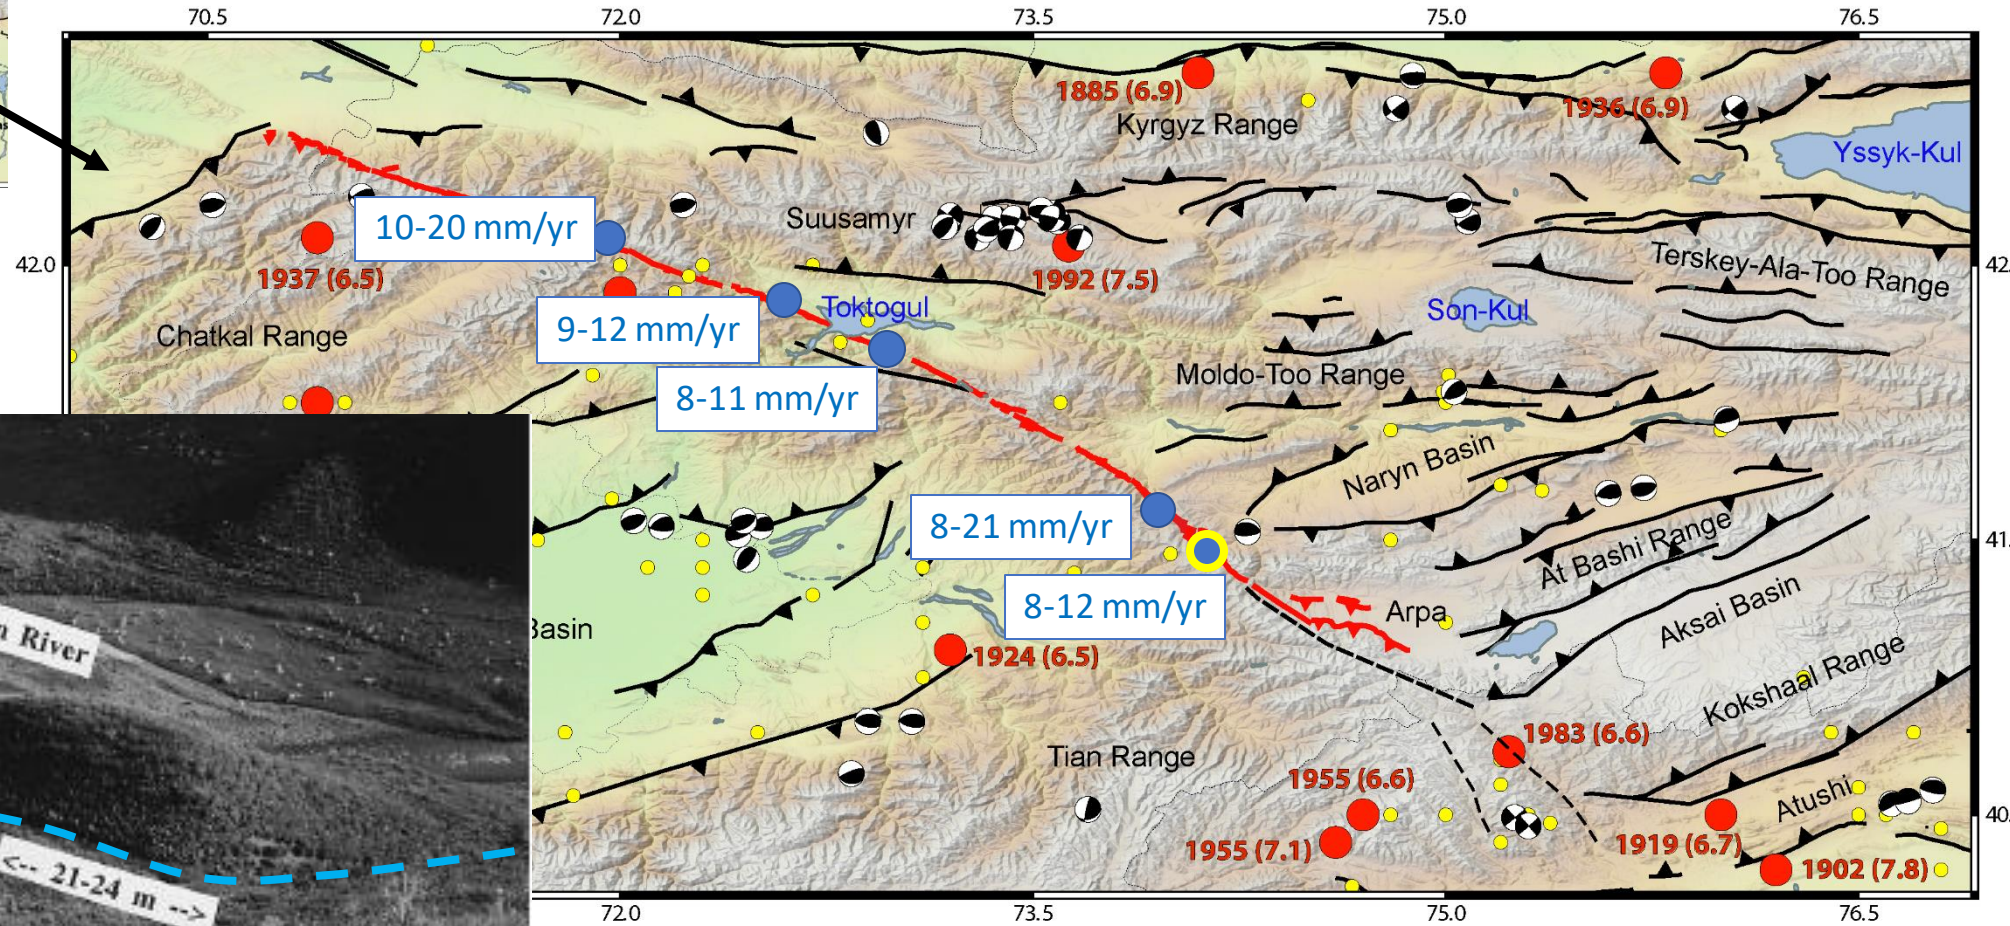 70.5 72.0 73.5 75.0 76.5
1885 (6.9)
1936 (6.9)
Kyrgyz Range
Yssyk-Kul
10-20 mm/yr
Suusamyr
42.0
1937 (6.5)
1992 (7.5)
Terskey-Ala-Too Range
42.
9-12 mm/yr
Toktogul
Son-Kul
Chatkal Range
Moldo-Too Range
8-11 mm/yr
Naryn Basin
8-21 mm/yr
At Bashi Range
41.
8-12 mm/yr
Arpa
Aksai Basin
Basin
River
1924 (6.5)
Kokshaal Range
1983 (6.6)
Tian Range
1955 (6.6)
Atushi
40.
1955 (7.1)
1919 (6.7)
1902 (7.8)
<-- 21-24 m -->
72.0 73.5 75.0 76.5